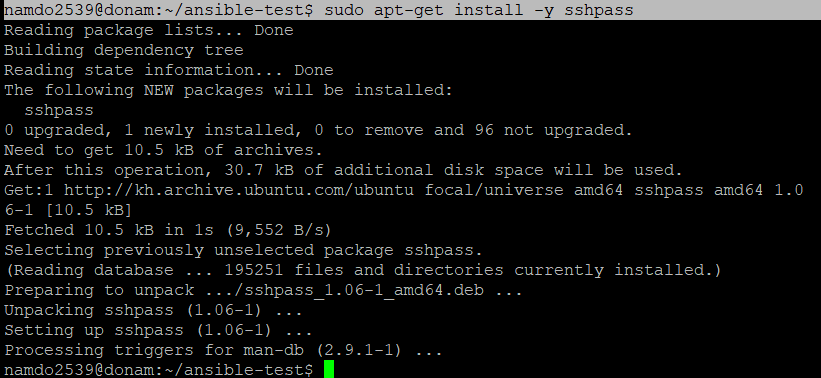 namdo2539@donam:~/ansible-test$ sudo apt-get install -y sshpass
Reading package lists... Done
Building dependency tree
Reading state information... Done
The following NEW packages will be installed:
  sshpass
0 upgraded, 1 newly installed, 0 to remove and 96 not upgraded.
Need to get 10.5 kB of archives.
After this operation, 30.7 kB of additional disk space will be used.
Get:1 http://kh.archive.ubuntu.com/ubuntu focal/universe amd64 sshpass amd64 1.0
6-1 [10.5 kB]
Fetched 10.5 kB in 1s (9,552 B/s)
Selecting previously unselected package sshpass.
(Reading database ... 195251 files and directories currently installed.)
Preparing to unpack .../sshpass_1.06-1_amd64.deb ...
Unpacking sshpass (1.06-1) ...
Setting up sshpass (1.06-1) ...
Processing triggers for man-db (2.9.1-1) ...
namdo2539@donam:~/ansible-test$